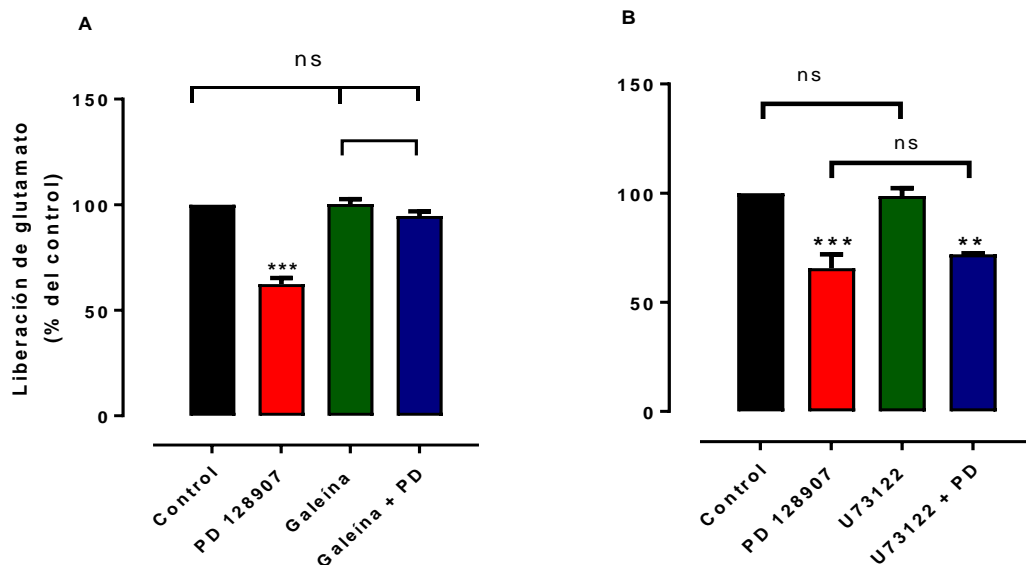 A
ns
150
100
50
0
Liberación de glutamato
(% del control)
***
Control
PD 128907
Galeína
Galeína + PD
B
ns
ns
150
100
50
0
***
**
Control
PD 128907
U73122
U73122 + PD